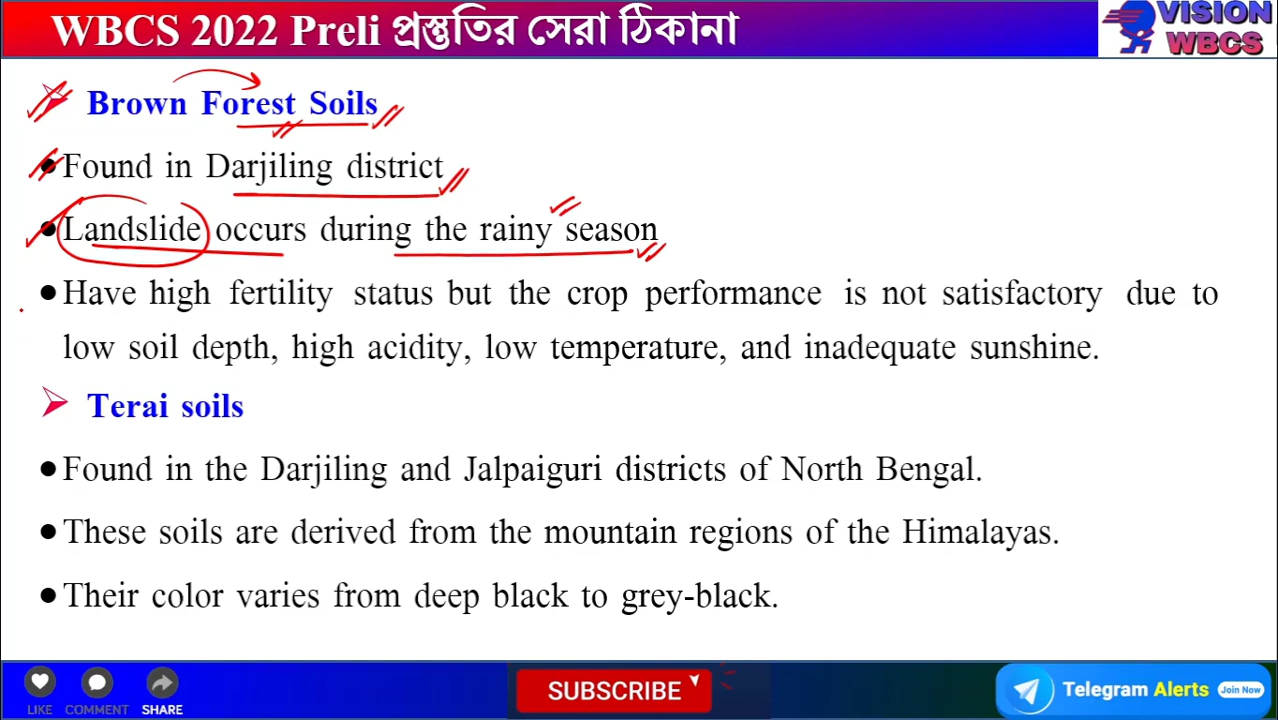 WBCS 2022 Preli প্রস্তুতির সেরা ঠিকানা
VISION
WBCS
Brown Forest Soils
Found in Darjiling district
Landslide occurs during the rainy season
Have high fertility status but the crop performance is not satisfactory due to
low soil depth, high acidity, low temperature, and inadequate sunshine.
Terai soils
Found in the Darjiling and Jalpaiguri districts of North Bengal.
These soils are derived from the mountain regions of the Himalayas.
Their color varies from deep black to grey-black.
LIKE COMMENT SHARE
SUBSCRIBE
Telegram Alerts Join Now